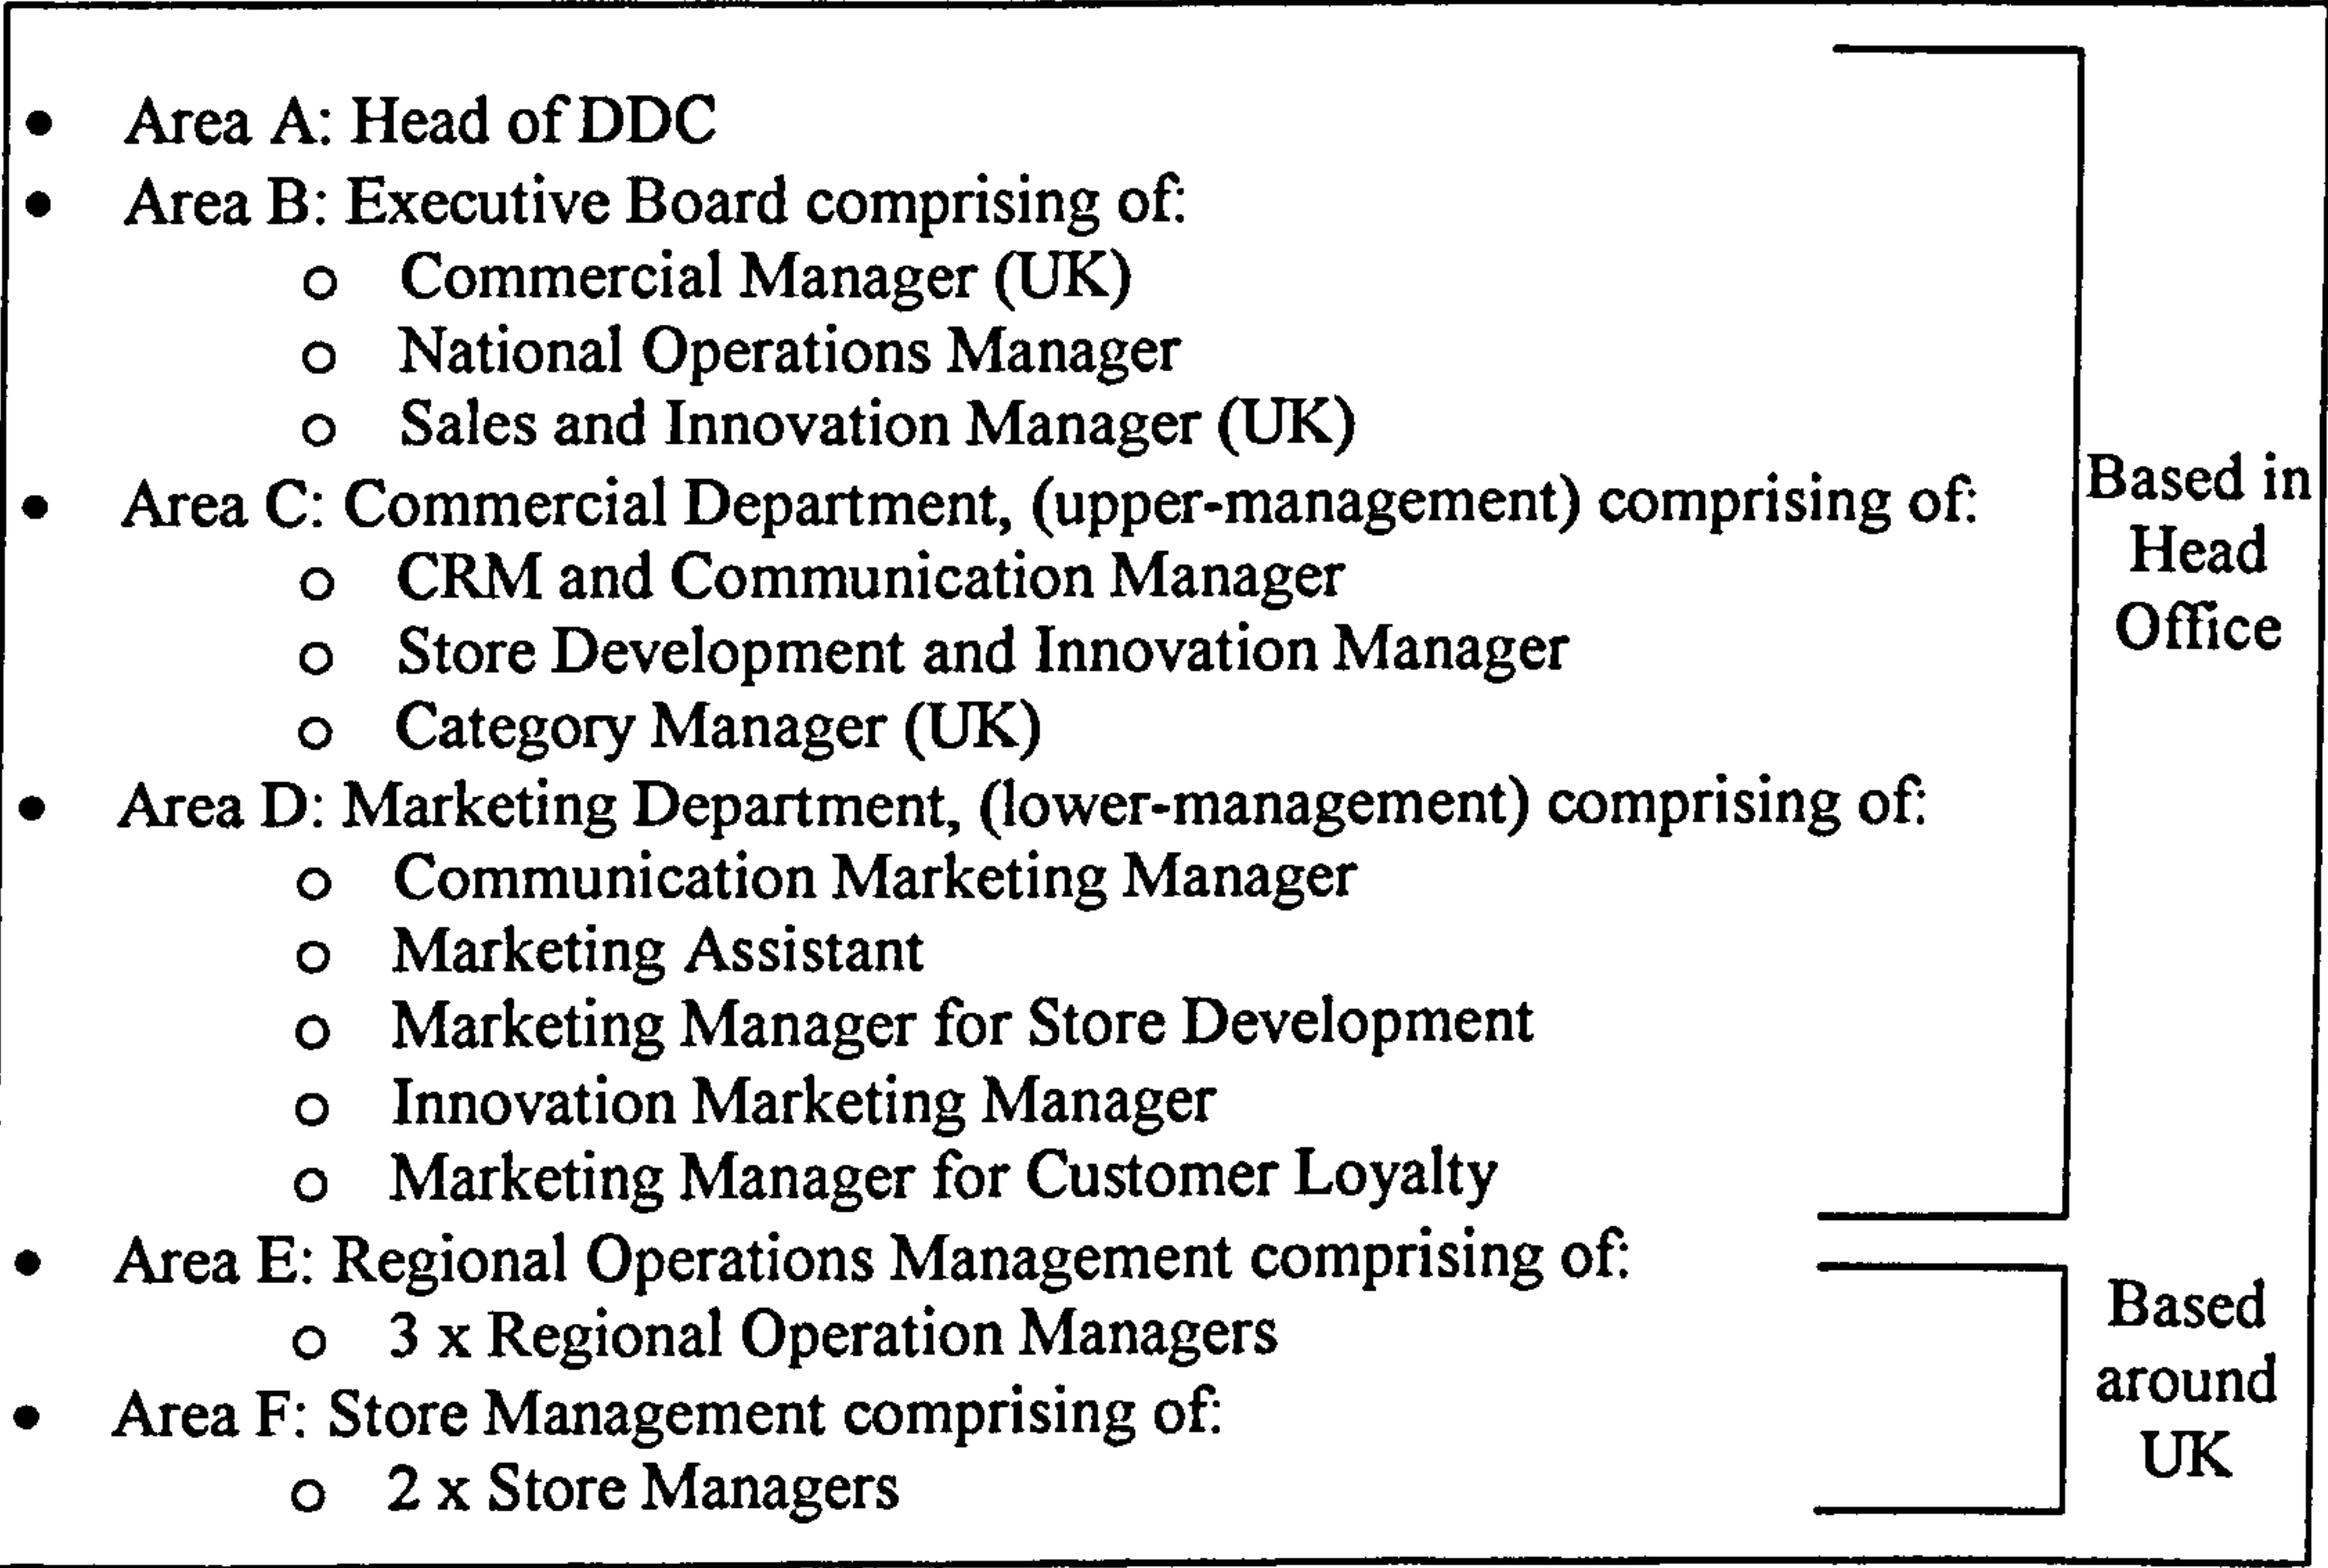 • Area A: Head of DDC
• Area B: Executive Board comprising of:
o Commercial Manager (UK)
o National Operations Manager
o Sales and Innovation Manager (UK)
• Area C: Commercial Department, (upper-management) comprising of:
o CRM and Communication Manager
o Store Development and Innovation Manager
o Category Manager (UK)
• Area D: Marketing Department, (lower-management) comprising of:
o Communication Marketing Manager
o Marketing Assistant
o Marketing Manager for Store Development
o Innovation Marketing Manager
o Marketing Manager for Customer Loyalty
• Area E: Regional Operations Management comprising of:
o 3 x Regional Operation Managers
• Area F: Store Management comprising of:
o 2 x Store Managers
Based in
Head
Office
Based
around
UK